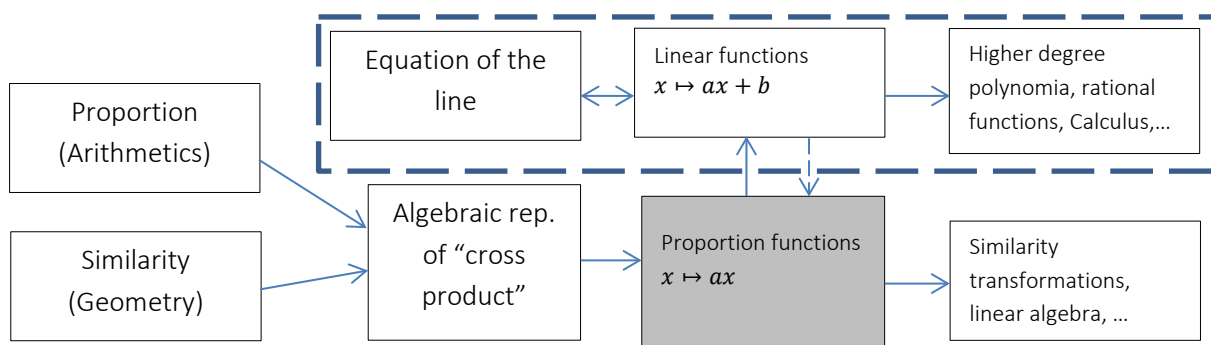 Proportion
(Arithmetics)
Similarity
(Geometry)
Equation of the
line
Algebraic rep.
of “cross
product”
Linear functions
𝑥 ↦ 𝑎𝑥 + 𝑏
Proportion functions
𝑥 ↦ 𝑎𝑥
Higher degree
polynomia, rational
functions, Calculus,…
Similarity
transformations,
linear algebra, …